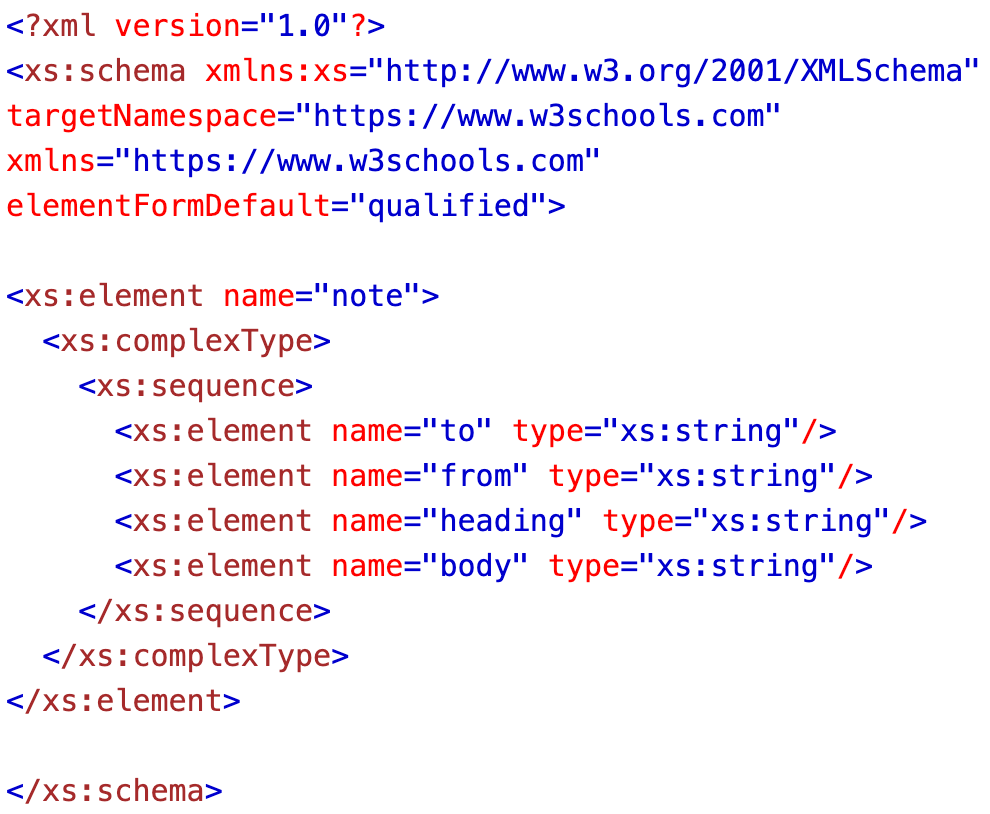 <?xml version="1.0"?>
<xs:schema xmlns:xs="http://www.w3.org/2001/XMLSchema"
targetNamespace="https://www.w3schools.com"
xmlns="https://www.w3schools.com"
elementFormDefault="qualified">

<xs:element name="note">
  <xs:complexType>
    <xs:sequence>
      <xs:element name="to" type="xs:string"/>
      <xs:element name="from" type="xs:string"/>
      <xs:element name="heading" type="xs:string"/>
      <xs:element name="body" type="xs:string"/>
    </xs:sequence>
  </xs:complexType>
</xs:element>

</xs:schema>